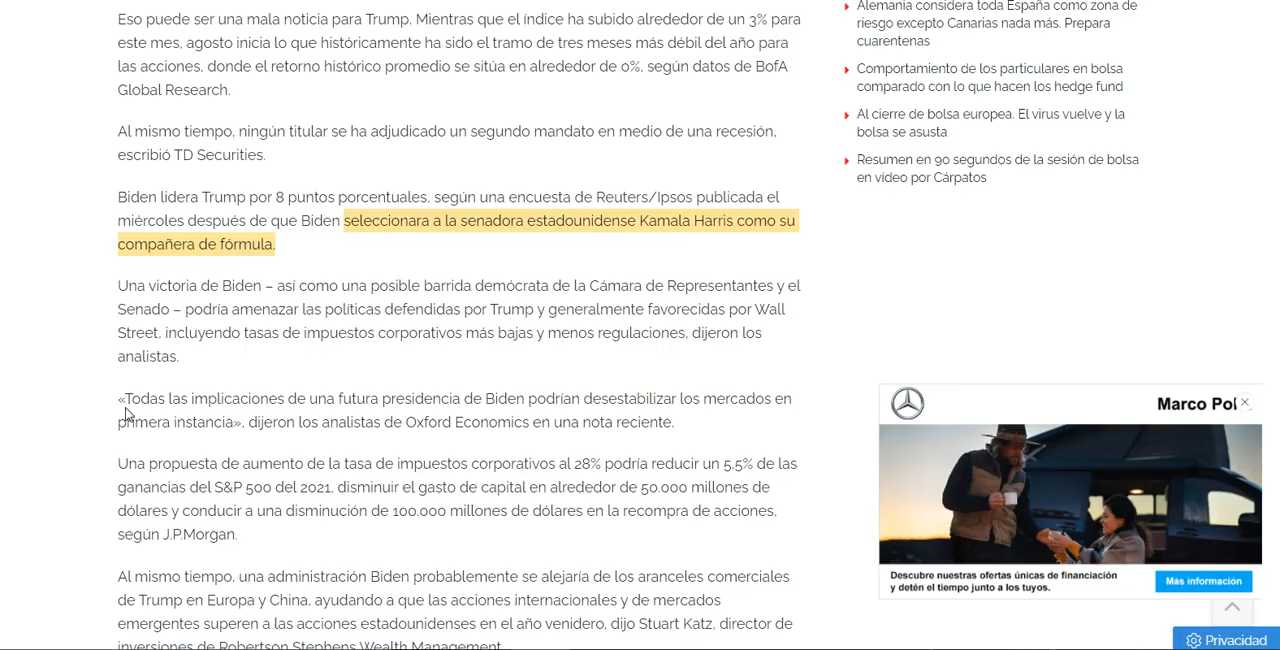 Eso puede ser una mala noticia para Trump. Mientras que el índice ha subido alrededor de un 3% para
este mes, agosto inicia lo que históricamente ha sido el tramo de tres meses más débil del año para
las acciones, donde el retorno histórico promedio se sitúa en alrededor de 0%, según datos de BofA
Global Research.
Al mismo tiempo, ningún titular se ha adjudicado un segundo mandato en medio de una recesión,
escribió TD Securities.
Biden lidera Trump por 8 puntos porcentuales, según una encuesta de Reuters/Ipsos publicada el
miércoles después de que Biden seleccionara a la senadora estadounidense Kamala Harris como su
compañera de fórmula.
Una victoria de Biden – así como una posible barrida demócrata de la Cámara de Representantes y el
Senado – podría amenazar las políticas defendidas por Trump y generalmente favorecidas por Wall
Street, incluyendo tasas de impuestos corporativos más bajas y menos regulaciones, dijeron los
analistas.
«Todas las implicaciones de una futura presidencia de Biden podrían desestabilizar los mercados en
primera instancia», dijeron los analistas de Oxford Economics en una nota reciente.
Una propuesta de aumento de la tasa de impuestos corporativos al 28% podría reducir un 5,5% de las
ganancias del S&P 500 del 2021, disminuir el gasto de capital en alrededor de 50.000 millones de
dólares y conducir a una disminución de 100.000 millones de dólares en la recompra de acciones,
según J.P.Morgan.
Al mismo tiempo, una administración Biden probablemente se alejaría de los aranceles comerciales
de Trump en Europa y China, ayudando a que las acciones internacionales y de mercados
emergentes superen a las acciones estadounidenses en el año venidero, dijo Stuart Katz, director de
inversiones de Robertson Stephens Wealth Management.
Alemania considera toda España como zona de
riesgo excepto Canarias nada más. Prepara
cuarentenas
Comportamiento de los particulares en bolsa
comparado con lo que hacen los hedge fund
Al cierre de bolsa europea. El virus vuelve y la
bolsa se asusta
Resumen en 90 segundos de la sesión de bolsa
en vídeo por Cárpatos
Marco Pol
Descubre nuestras ofertas únicas de financiación
y detén el tiempo junto a los tuyos.
Más información
Privacidad